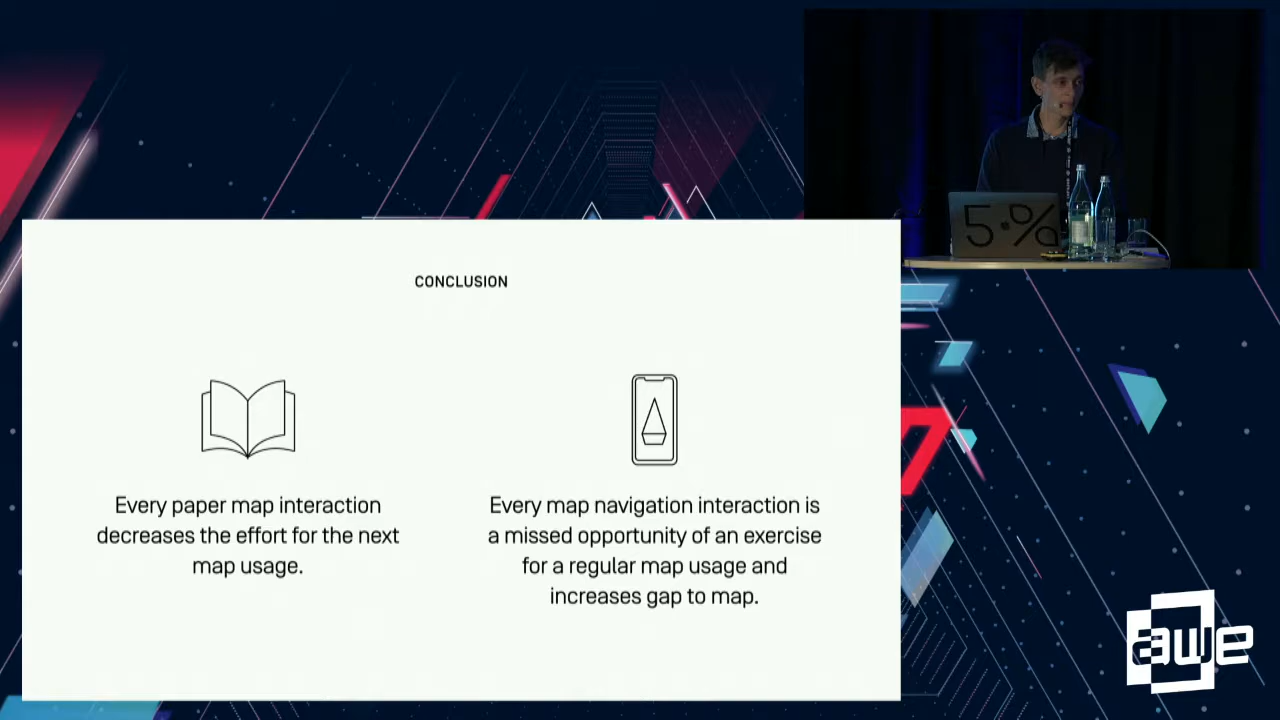 5·%
CONCLUSION
Every paper map interaction
decreases the effort for the next
map usage.
Every map navigation interaction is
a missed opportunity of an exercise
for a regular map usage and
increases gap to map.
awe